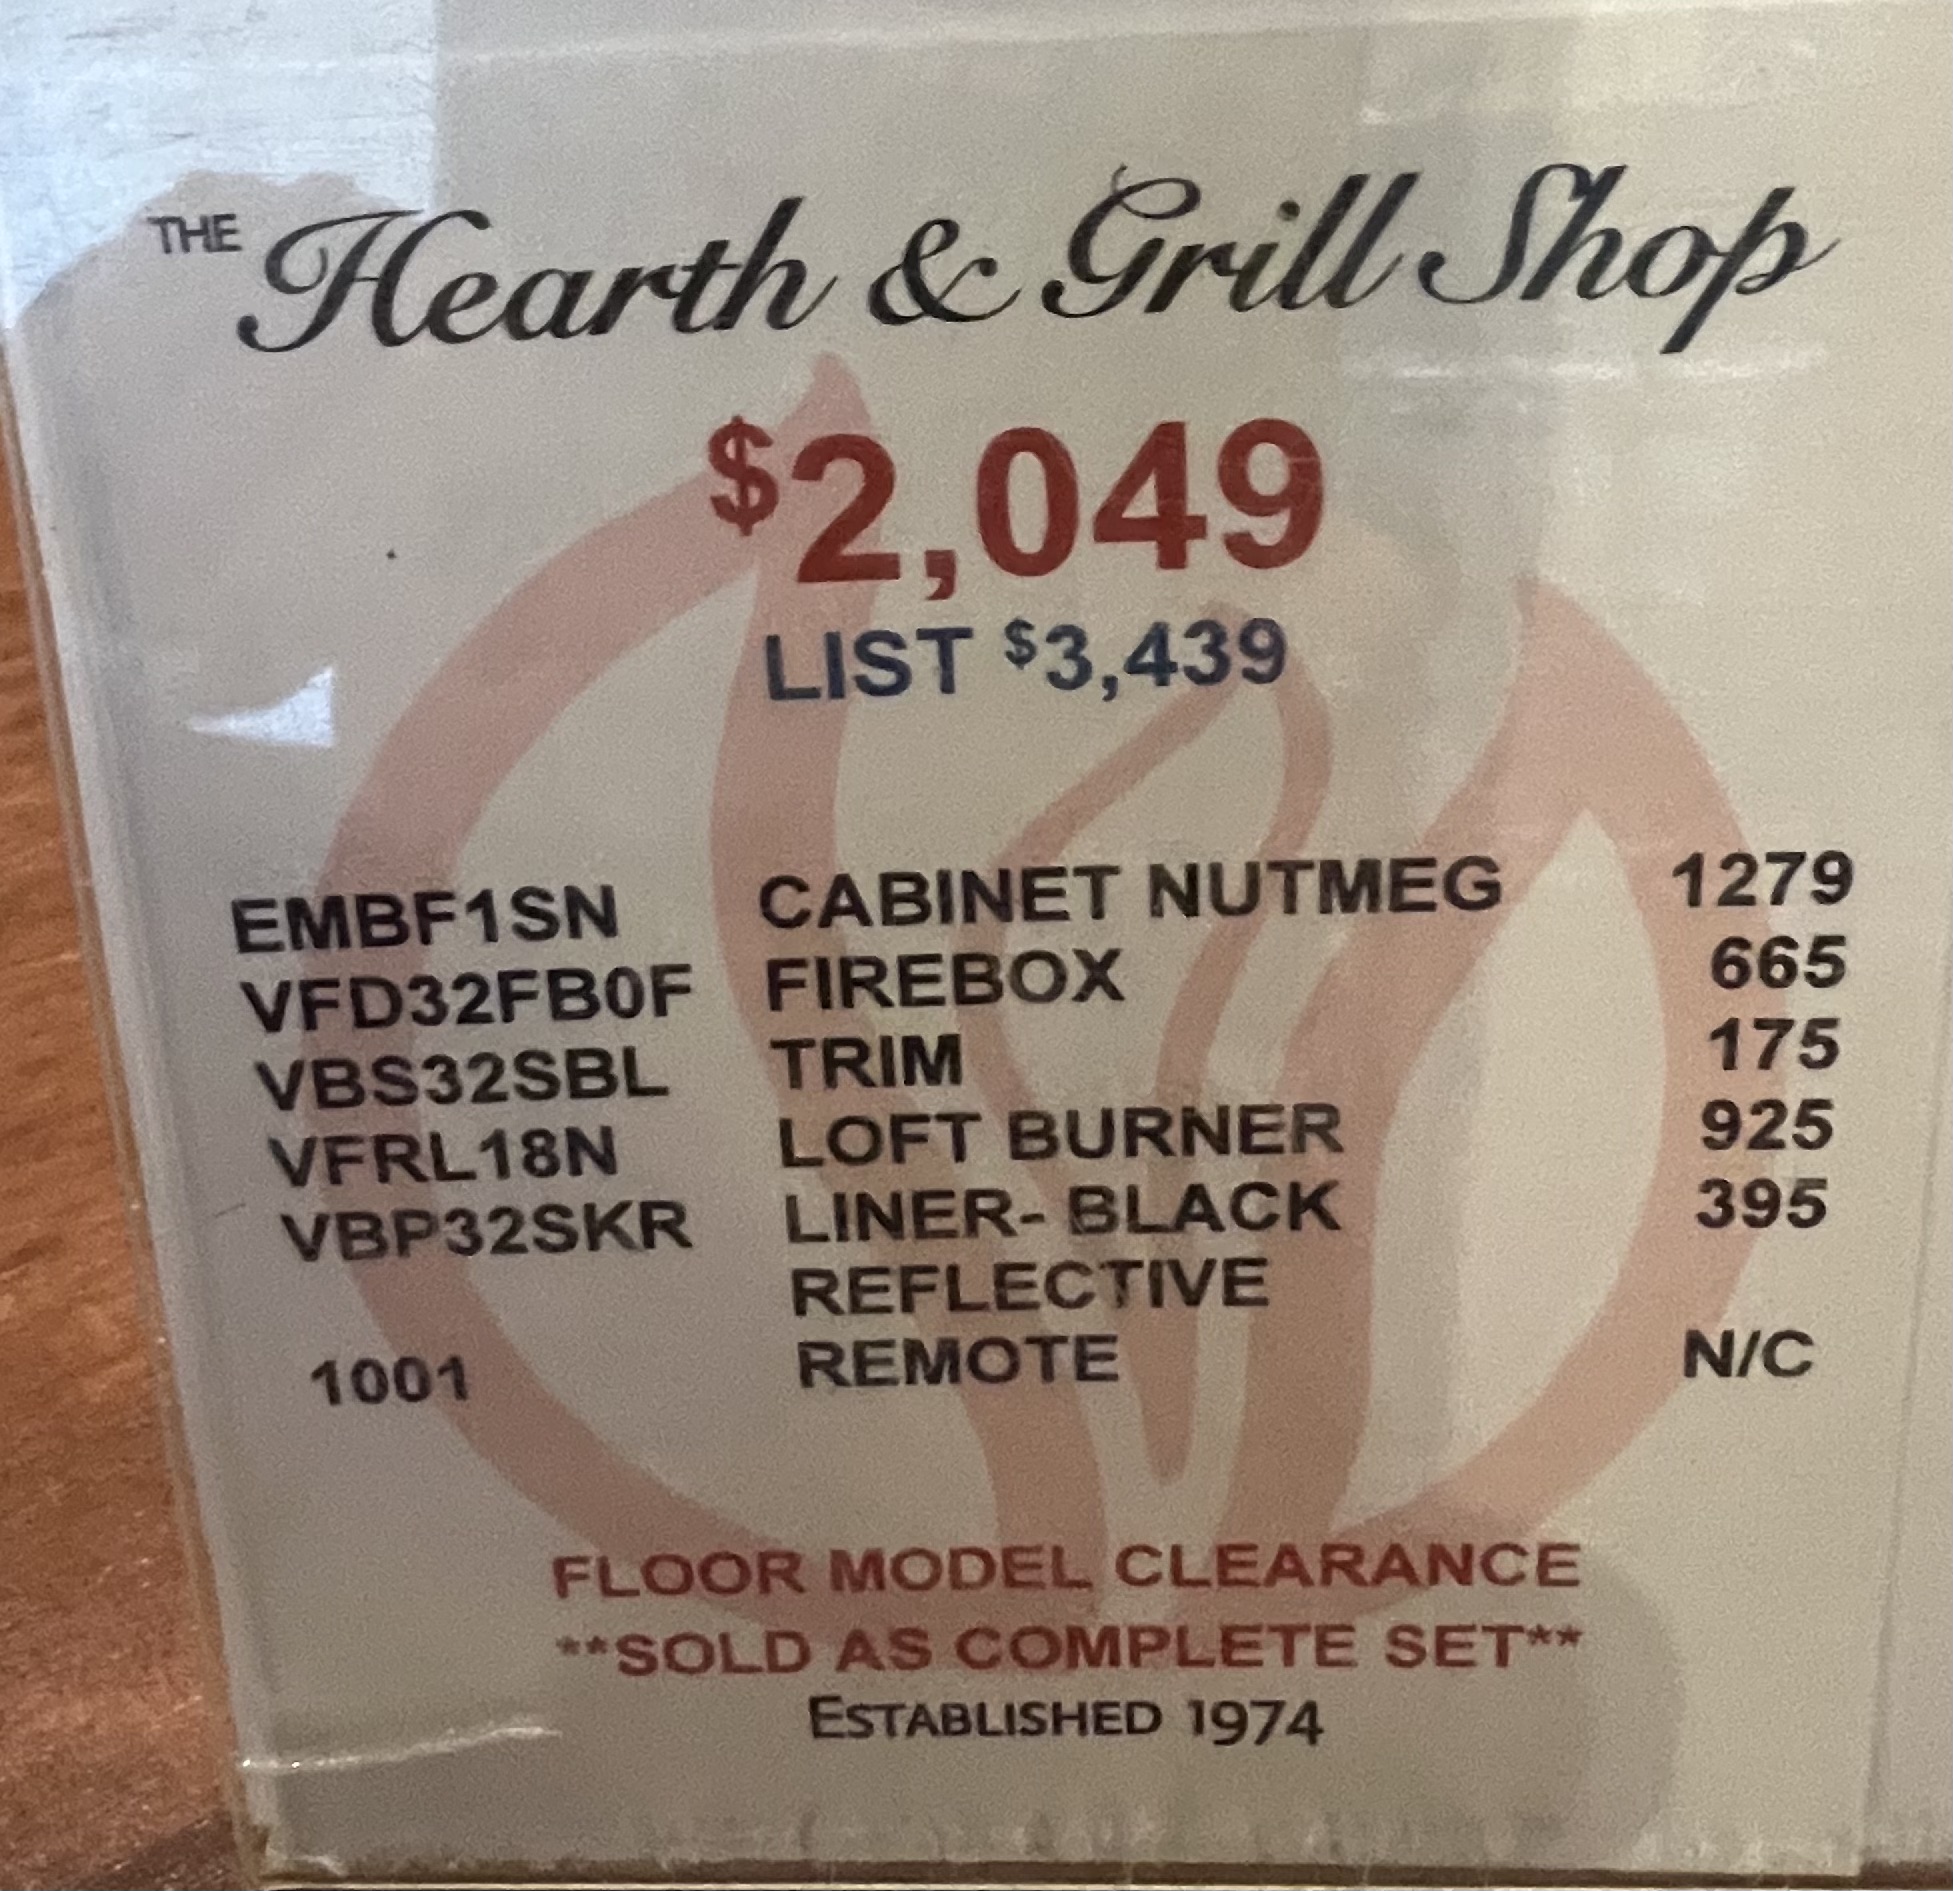 THE Hearth & Grill Shop
$2,049
LIST $3,439
EMBF1SN CABINET NUTMEG 1279
VFD32FB0F FIREBOX 665
VBS32SBL TRIM 175
VFRL18N LOFT BURNER 925
VBP32SKR LINER- BLACK 395
REFLECTIVE
1001 REMOTE N/C
FLOOR MODEL CLEARANCE
**SOLD AS COMPLETE SET**
ESTABLISHED 1974